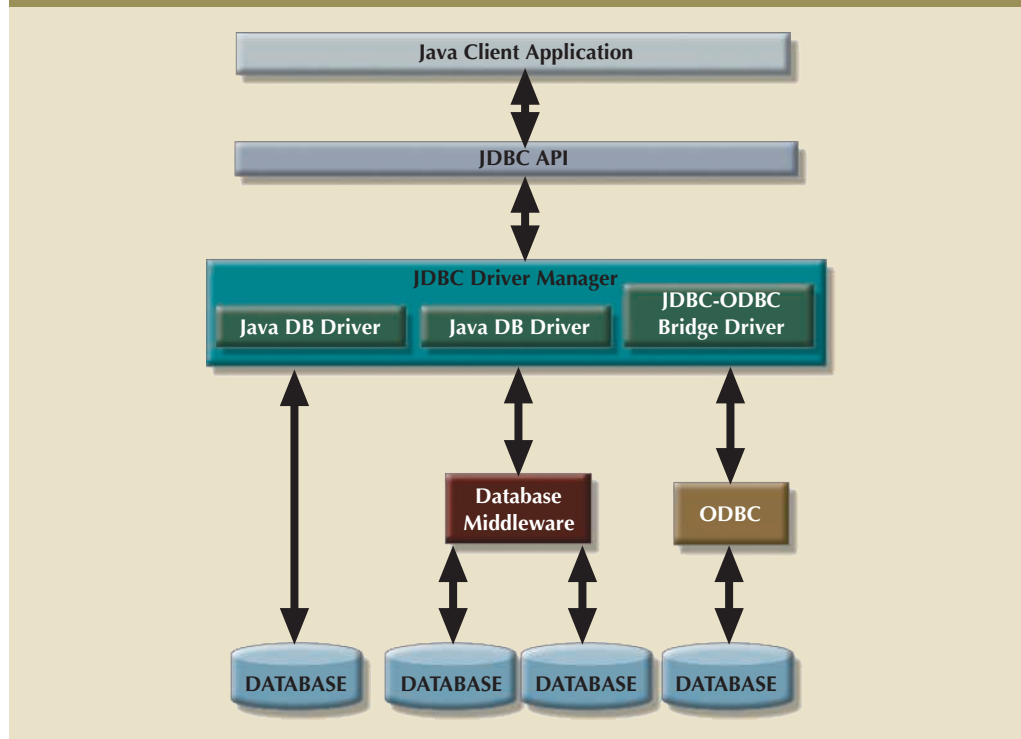 Java Client Application
JDBC API
JDBC Driver Manager
Java DB Driver
Java DB Driver
JDBC-ODBC
Bridge Driver
Database
Middleware
ODBC
DATABASE
DATABASE
DATABASE
DATABASE